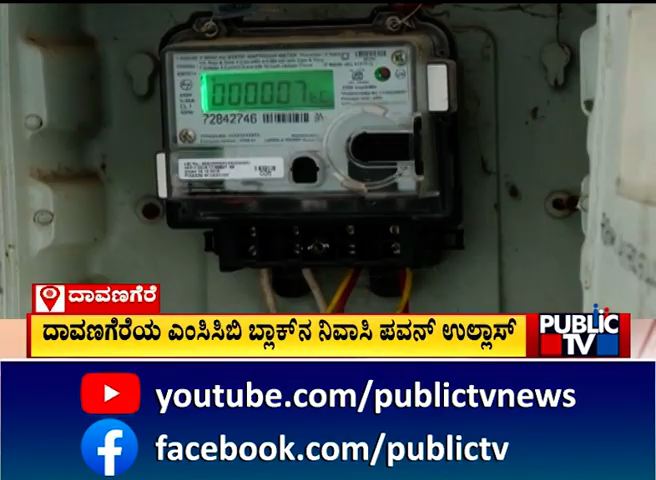 000007
72842746
ದಾವಣಗೆರೆ
ದಾವಣಗೆರೆಯ ಎಂಸಿಸಿಬಿ ಬ್ಲಾಕ್‌ನ ನಿವಾಸಿ ಪವನ್ ಉಲ್ಲಾಸ್
PUBLIC
TV
youtube.com/publictvnews
facebook.com/publictv